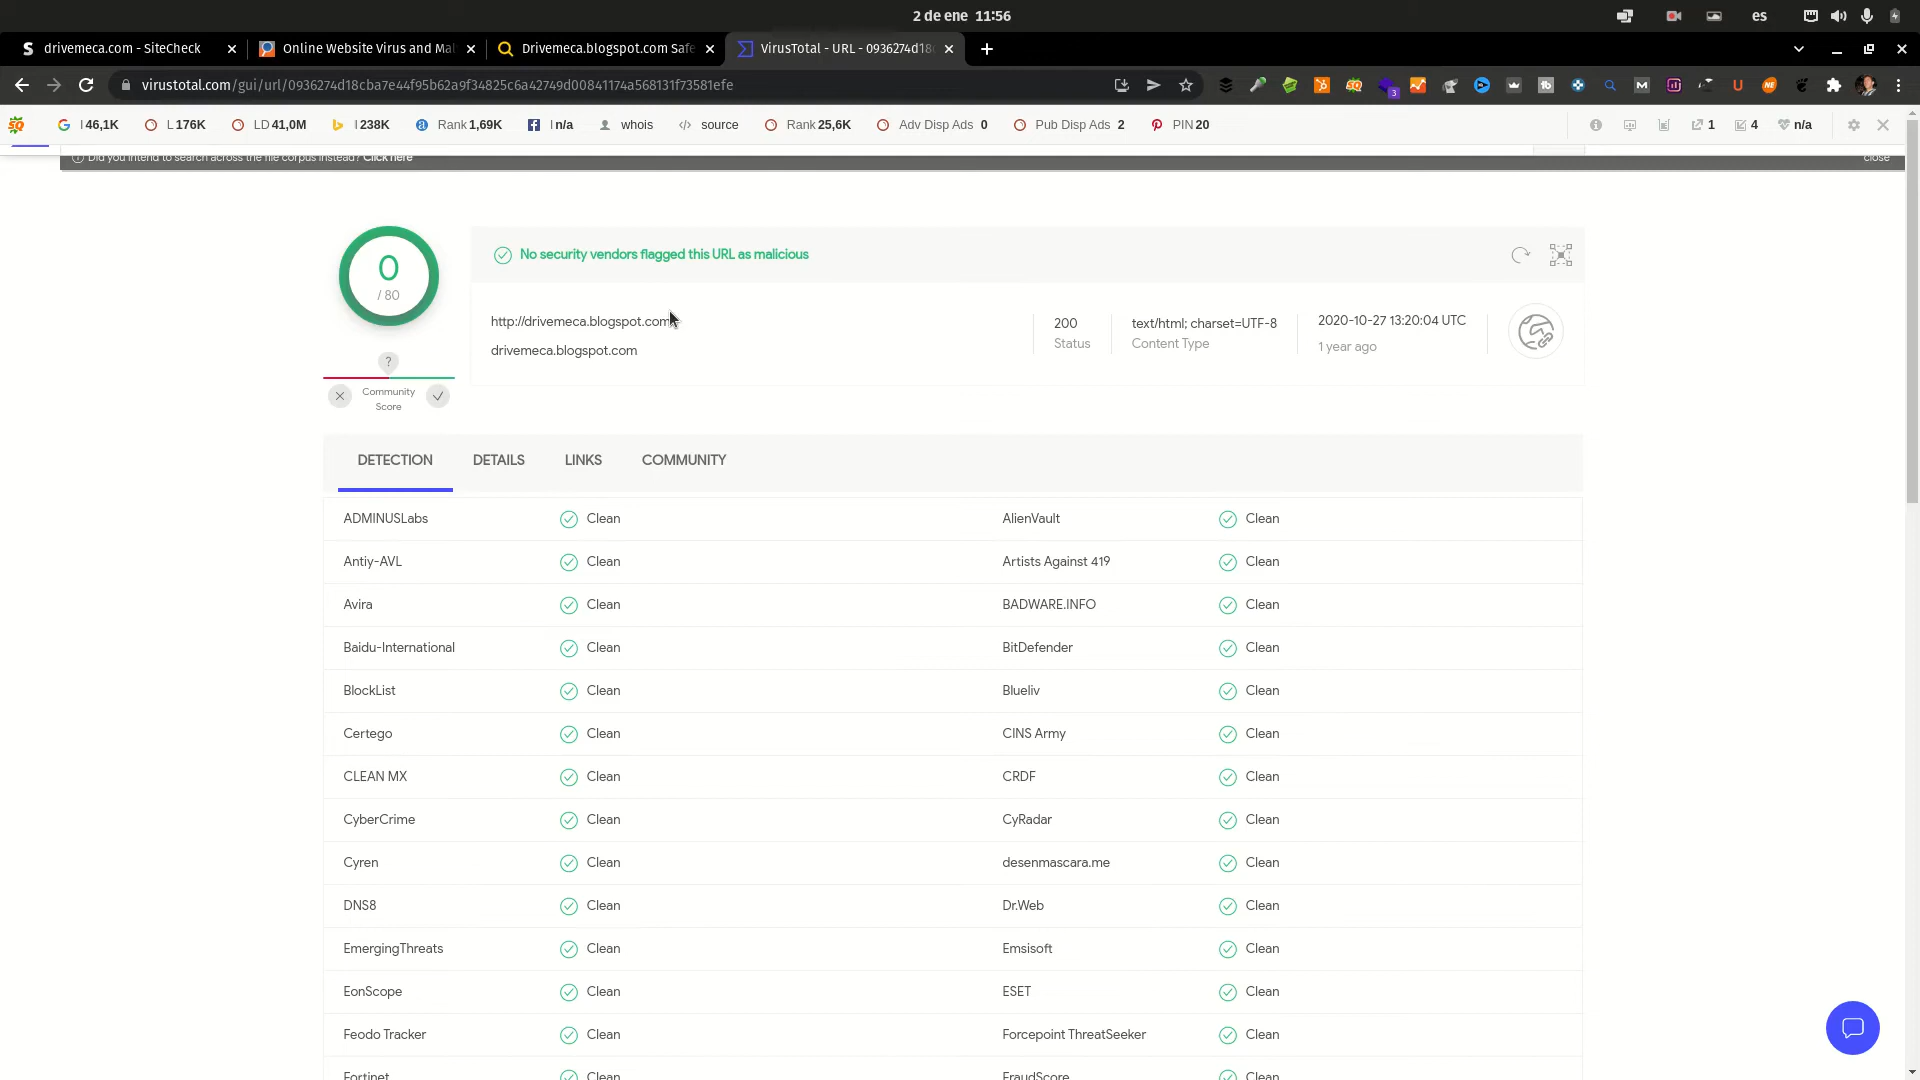 2 de ene 11:56
es
drivemeca.com - SiteCheck
Online Website Virus and Mal
Drivemeca.blogspot.com Safe
VirusTotal - URL - 0936274d18c
virustotal.com/gui/url/0936274d18cba7e44f95b62a9f34825c6a42749d00841174a568131f73581efe
I 46,1K
L 176K
LD 41,0M
I 238K
Rank 1,69K
I n/a
whois
source
Rank 25,6K
Adv Disp Ads 0
Pub Disp Ads 2
PIN 20
1
4
n/a
Did you intend to search across the file corpus instead? Click here
close
0
/ 80
?
Community
Score
No security vendors flagged this URL as malicious
http://drivemeca.blogspot.com
drivemeca.blogspot.com
200
Status
text/html; charset=UTF-8
Content Type
2020-10-27 13:20:04 UTC
1 year ago
DETECTION DETAILS LINKS COMMUNITY
ADMINUSLabs Clean AlienVault Clean
Antiy-AVL Clean Artists Against 419 Clean
Avira Clean BADWARE.INFO Clean
Baidu-International Clean BitDefender Clean
BlockList Clean Blueliv Clean
Certego Clean CINS Army Clean
CLEAN MX Clean CRDF Clean
CyberCrime Clean CyRadar Clean
Cyren Clean desenmascara.me Clean
DNS8 Clean Dr.Web Clean
EmergingThreats Clean Emsisoft Clean
EonScope Clean ESET Clean
Feodo Tracker Clean Forcepoint ThreatSeeker Clean
Fortinet Clean FraudScore Clean